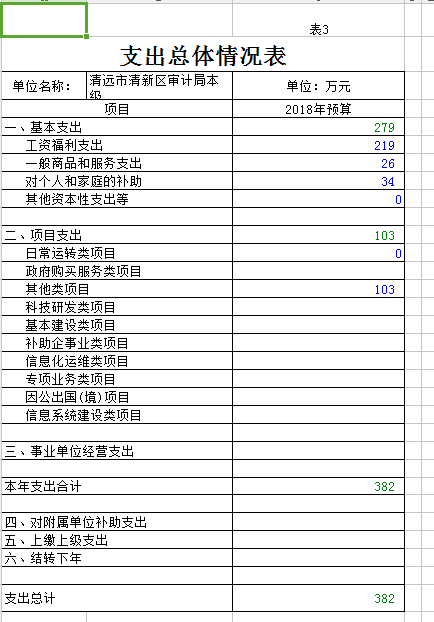 表3
支出总体情况表
单位名称： 清远市清新区审计局本级 单位：万元
项目 2018年预算
一、基本支出 279
工资福利支出 219
一般商品和服务支出 26
对个人和家庭的补助 34
其他资本性支出等 0
二、项目支出 103
日常运转类项目 0
政府购买服务类项目
其他类项目 103
科技研发类项目
基本建设类项目
补助企事业类项目
信息化运维类项目
专项业务类项目
因公出国(境)项目
信息系统建设类项目
三、事业单位经营支出
本年支出合计 382
四、对附属单位补助支出
五、上缴上级支出
六、结转下年
支出总计 382